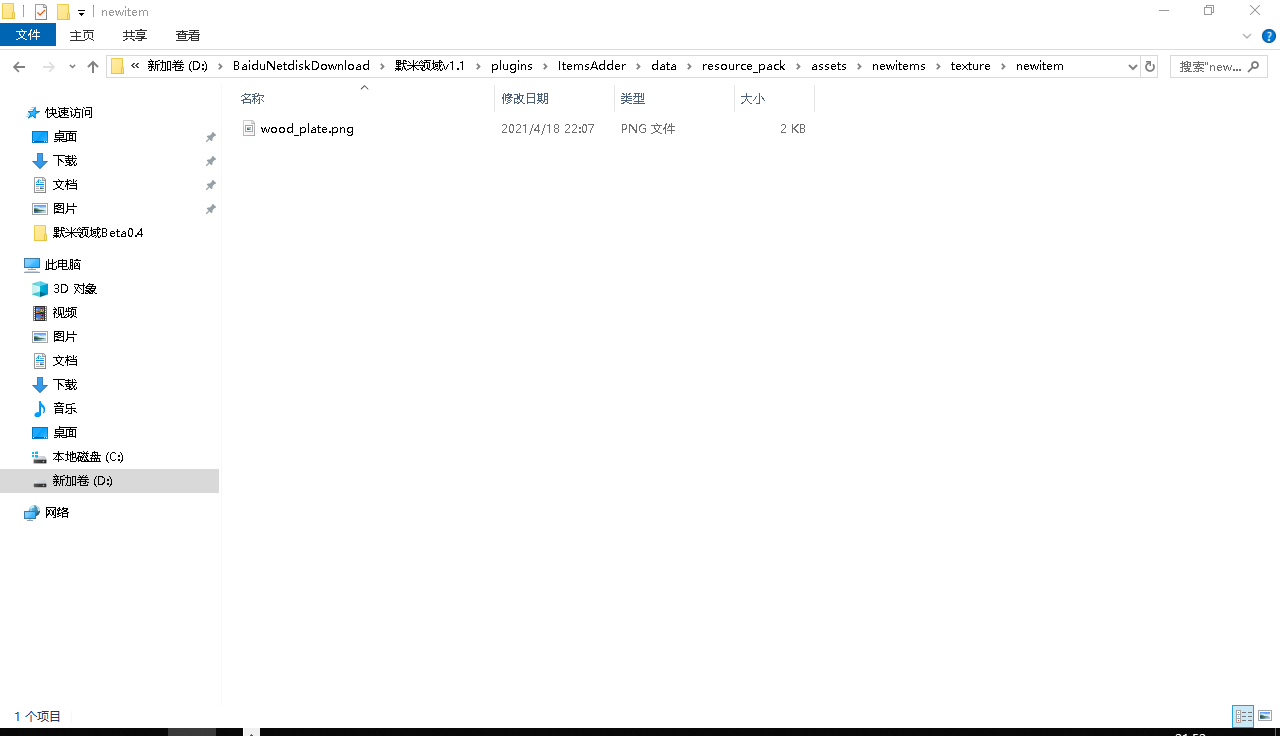 newitem
文件 主页 共享 查看
« 新加卷 (D:) › BaiduNetdiskDownload › 默米领域v1.1 › plugins › ItemsAdder › data › resource_pack › assets › newitems › texture › newitem
搜索"new...
名称 修改日期 类型 大小
wood_plate.png 2021/4/18 22:07 PNG 文件 2 KB
快速访问
桌面
下载
文档
图片
默米领域Beta0.4
此电脑
3D 对象
视频
图片
文档
下载
音乐
桌面
本地磁盘 (C:)
新加卷 (D:)
网络
1 个项目